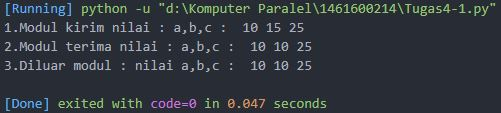 [Running] python -u "d:\Komputer Paralel\1461600214\Tugas4-1.py"
1.Modul kirim nilai : a,b,c :  10 15 25
2.Modul terima nilai : a,b,c :  10 10 25
3.Diluar modul : nilai a,b,c :  10 10 25
[Done] exited with code=0 in 0.047 seconds